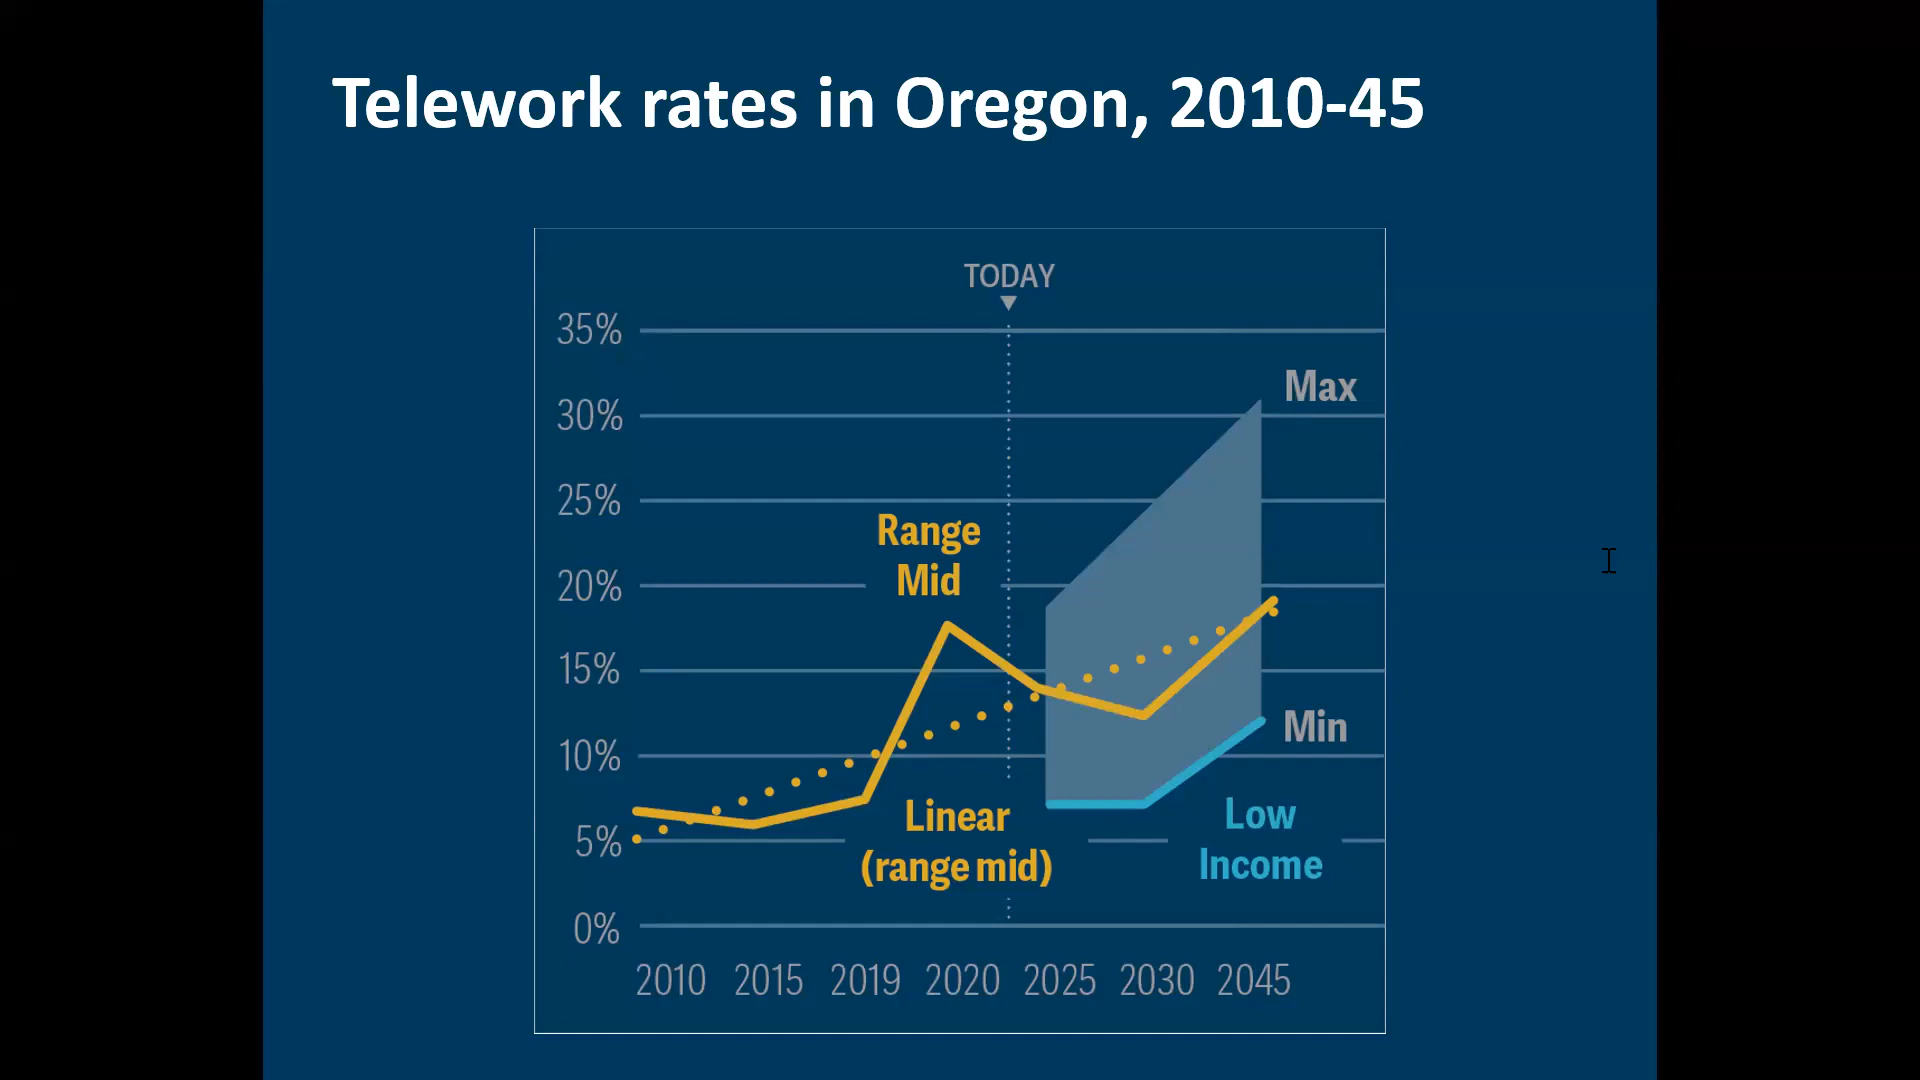 Telework rates in Oregon, 2010-45
TODAY
35%
Max
30%
25%
Range
Mid
20%
15%
Min
10%
Linear
(range mid)
Low
Income
5%
0%
2010 2015 2019 2020 2025 2030 2045